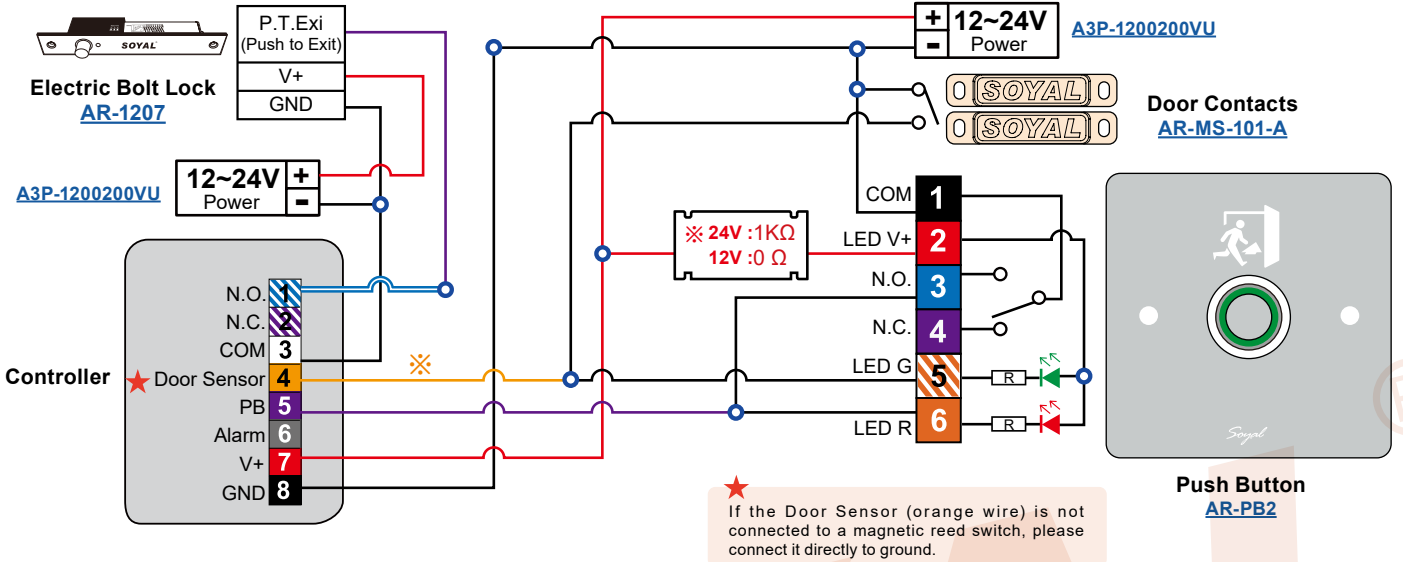 P.T.Exi
(Push to Exit)
V+
GND
SOYAL
Electric Bolt Lock
AR-1207
A3P-1200200VU
12~24V
Power
+
-
12~24V
Power
+
-
A3P-1200200VU
SOYAL
SOYAL
Door Contacts
AR-MS-101-A
Controller
N.O. 1
N.C. 2
COM 3
Door Sensor 4
PB 5
Alarm 6
V+ 7
GND 8
※
※ 24V :1KΩ
12V :0 Ω
COM 1
LED V+ 2
N.O. 3
N.C. 4
LED G 5
LED R 6
R
R
Soyal
Push Button
AR-PB2
If the Door Sensor (orange wire) is not
connected to a magnetic reed switch, please
connect it directly to ground.